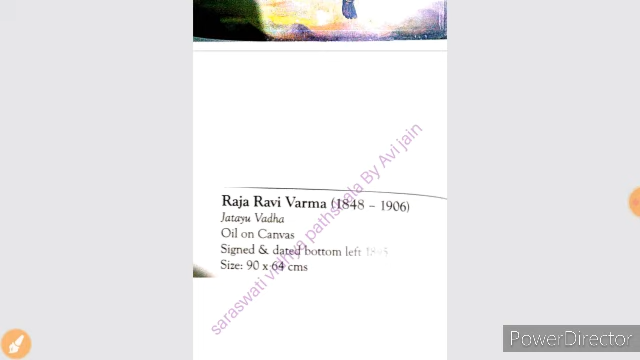 Raja Ravi Varma (1848 – 1906)
Jatayu Vadha
Oil on Canvas
Signed & dated bottom left
Size: 90 x 64 cms
saraswati vidhya pathshala By Avi jain
PowerDirector